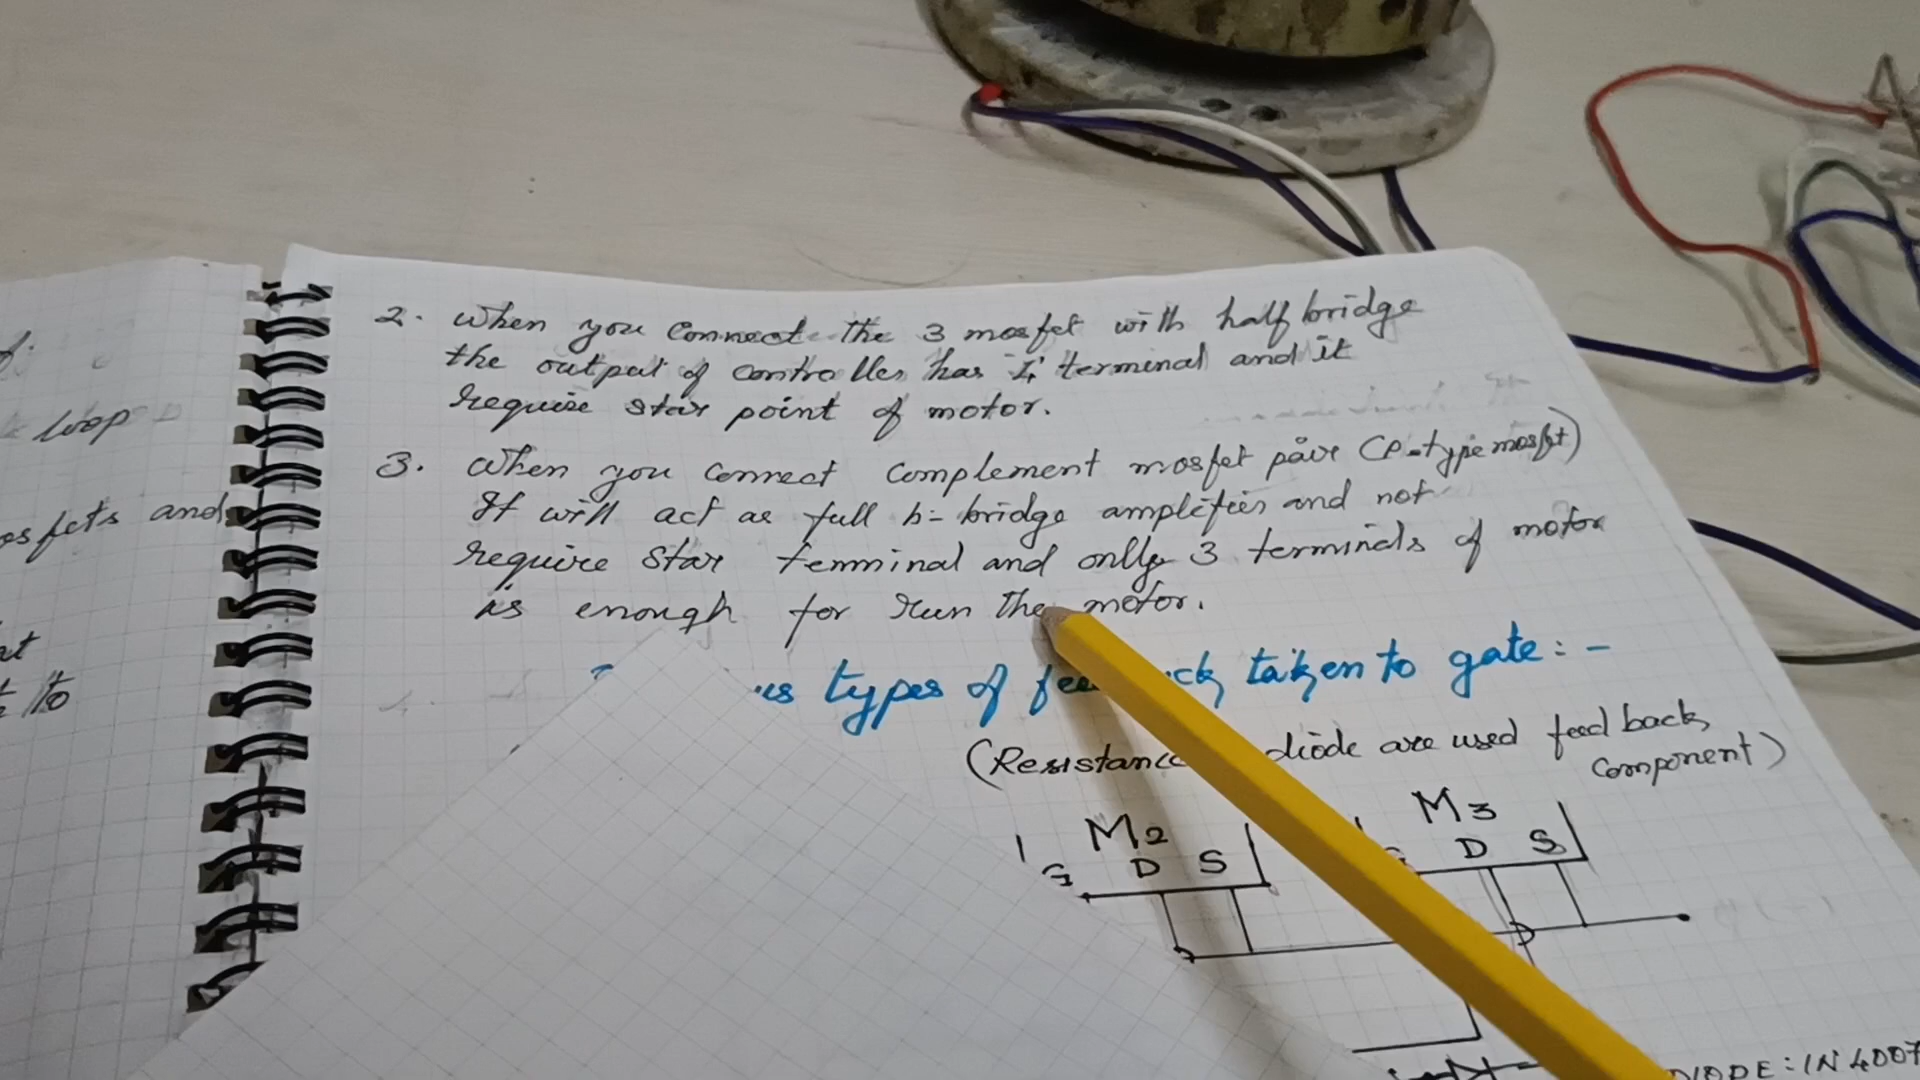 loop
osfets and
to
2. When you connect the 3 mosfet with half bridge
the output of controller has 4 terminal and it
require star point of motor.
3. When you connect complement mosfet pair (P-type mosfet)
It will act as full h-bridge amplifier and not
require star terminal and only 3 terminals of motor
is enough for run the motor.
types of taken to gate:-
(Resistance diode are used feed back
component)
M2
G D S
M3
D S
DIODE:IN 4007